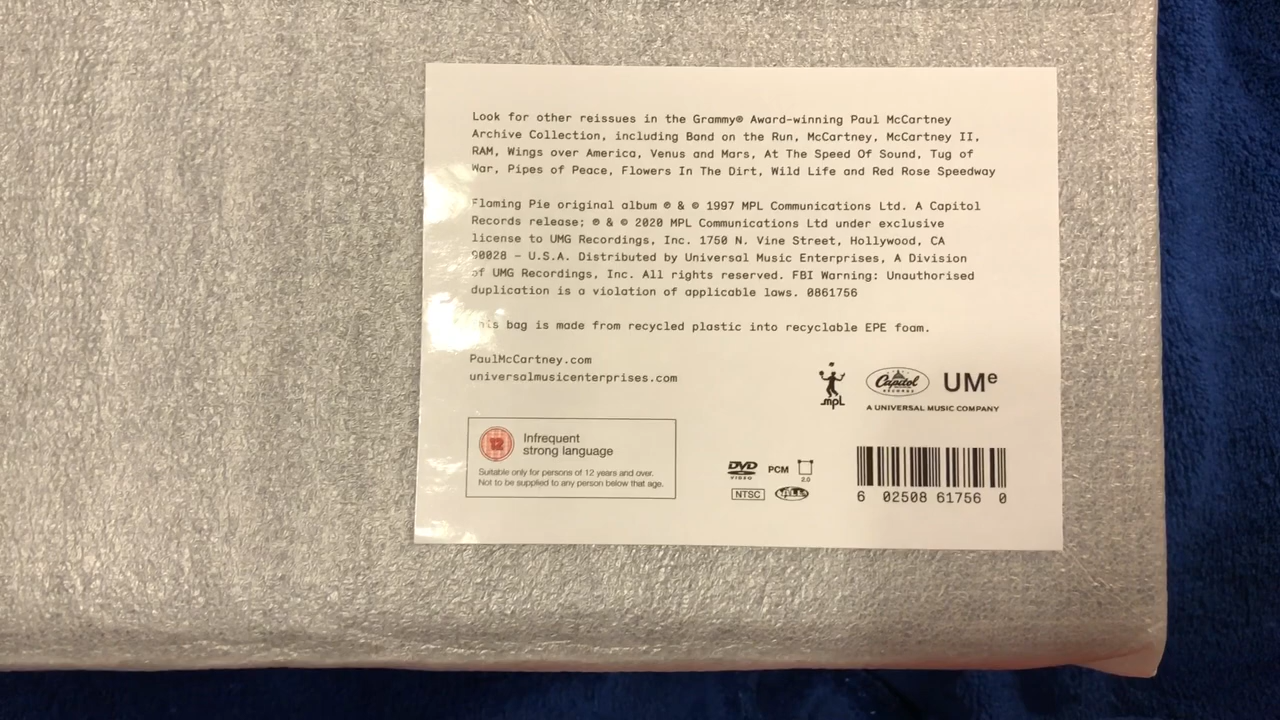 Look for other reissues in the Grammy® Award-winning Paul McCartney
Archive Collection, including Band on the Run, McCartney, McCartney II,
RAM, Wings over America, Venus and Mars, At The Speed Of Sound, Tug of
War, Pipes of Peace, Flowers In The Dirt, Wild Life and Red Rose Speedway
Flaming Pie original album ℗ & © 1997 MPL Communications Ltd. A Capitol
Records release; ℗ & © 2020 MPL Communications Ltd under exclusive
license to UMG Recordings, Inc. 1750 N. Vine Street, Hollywood, CA
90028 – U.S.A. Distributed by Universal Music Enterprises, A Division
of UMG Recordings, Inc. All rights reserved. FBI Warning: Unauthorised
duplication is a violation of applicable laws. 0861756
This bag is made from recycled plastic into recyclable EPE foam.
PaulMcCartney.com
universalmusicenterprises.com
mpl
Capitol
RECORDS
UMe
A UNIVERSAL MUSIC COMPANY
12
Infrequent
strong language
Suitable only for persons of 12 years and over.
Not to be supplied to any person below that age.
DVD
VIDEO
PCM
2.0
NTSC
6 02508 61756 0